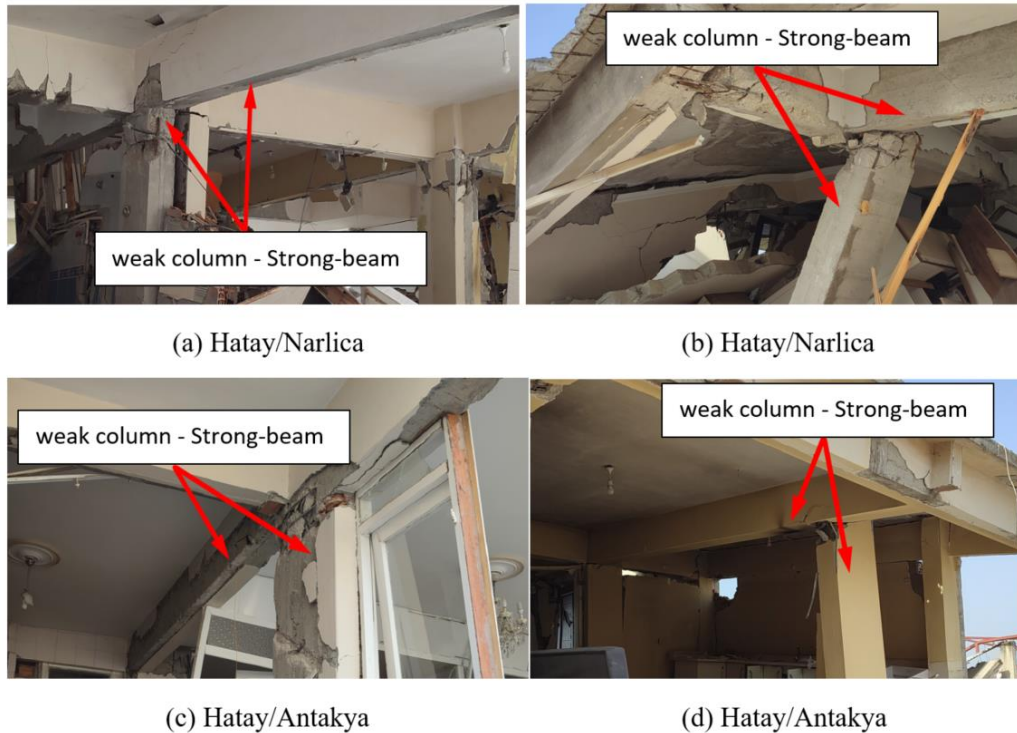 weak column - Strong-beam
weak column - Strong-beam
(a) Hatay/Narlica
(b) Hatay/Narlica
weak column - Strong-beam
weak column - Strong-beam
(c) Hatay/Antakya
(d) Hatay/Antakya